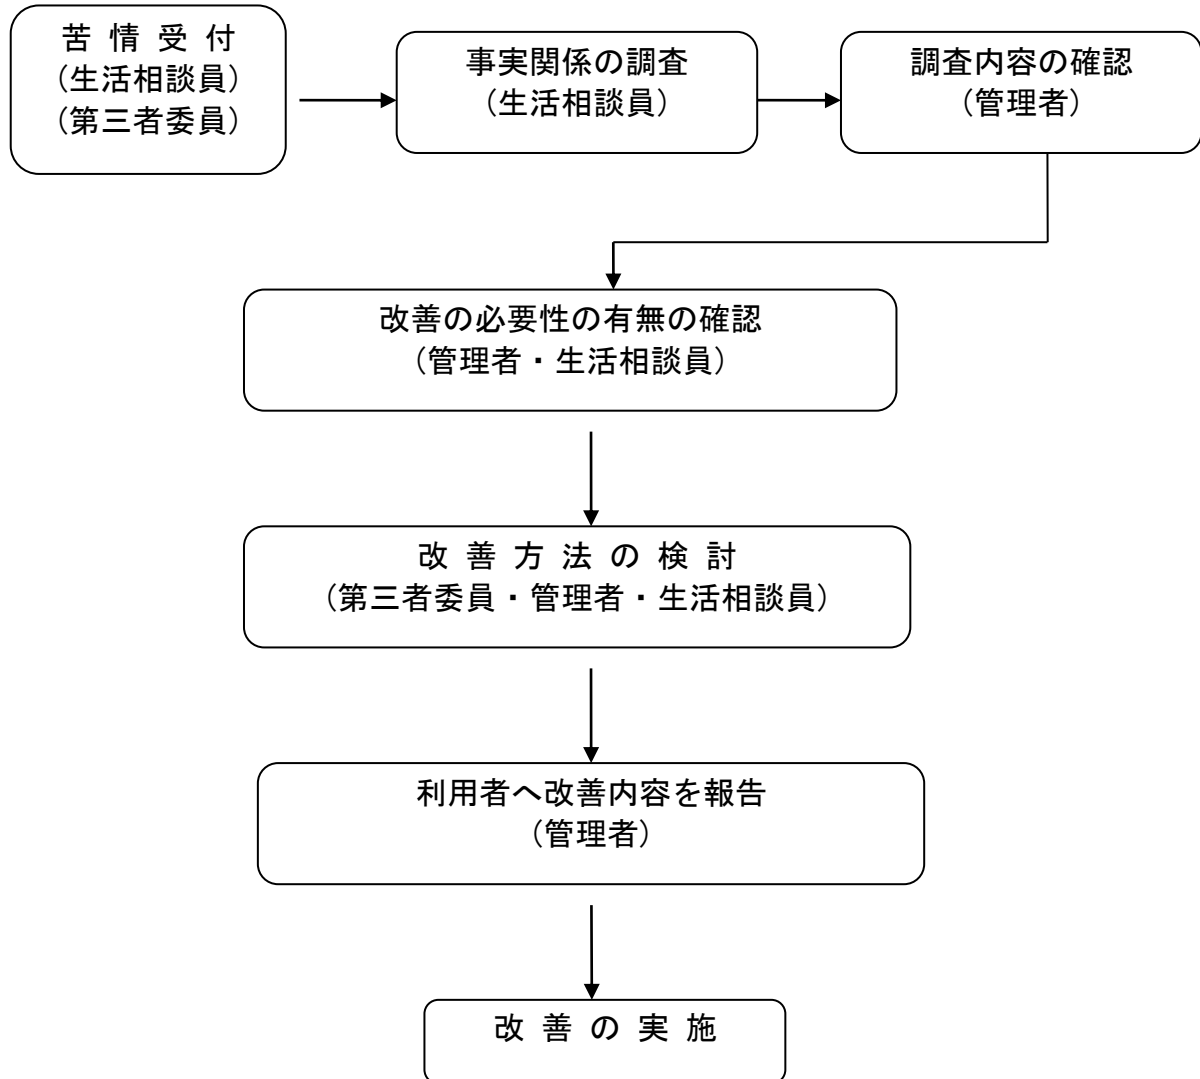 苦 情 受 付
(生活相談員)
(第三者委員)
事実関係の調査
(生活相談員)
調査内容の確認
(管理者)
改善の必要性の有無の確認
(管理者・生活相談員)
改 善 方 法 の 検 討
(第三者委員・管理者・生活相談員)
利用者へ改善内容を報告
(管理者)
改 善 の 実 施